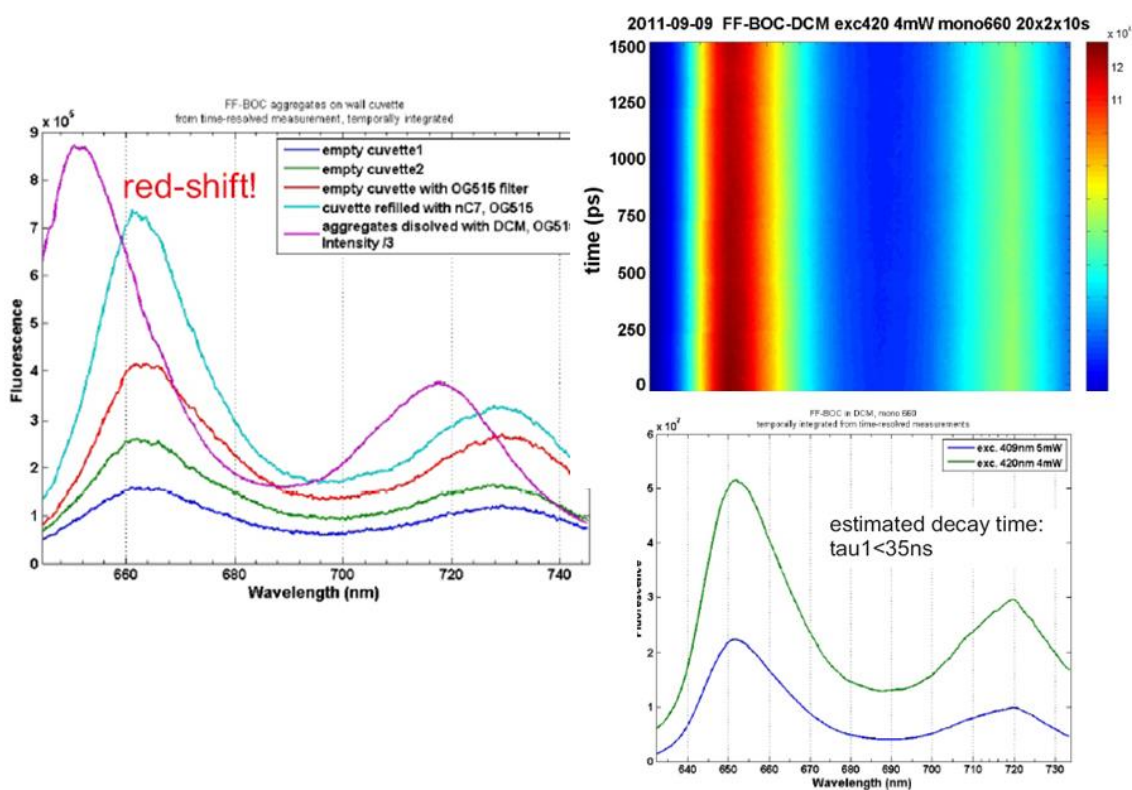 FF-BOC aggregates on wall cuvette
from time-resolved measurement, temporally integrated
x 10⁵
9
8
7
6
5
4
3
2
1
0
Fluorescence
660
680
700
720
740
Wavelength (nm)
red-shift!
empty cuvette1
empty cuvette2
empty cuvette with OG515 filter
cuvette refilled with nC7, OG515
aggregates disolved with DCM, OG51
Intensity /3
2011-09-09 FF-BOC-DCM exc420 4mW mono660 20x2x10s
1500
1250
1000
750
500
250
0
time (ps)
12
11
FF-BOC in DCM, mono 660
temporally integrated from time-resolved measurements
x 10⁷
6
5
4
3
2
1
0
640
650
660
670
680
690
700
710
720
730
Wavelength (nm)
exc. 409nm 5mW
exc. 420nm 4mW
estimated decay time:
tau1<35ns